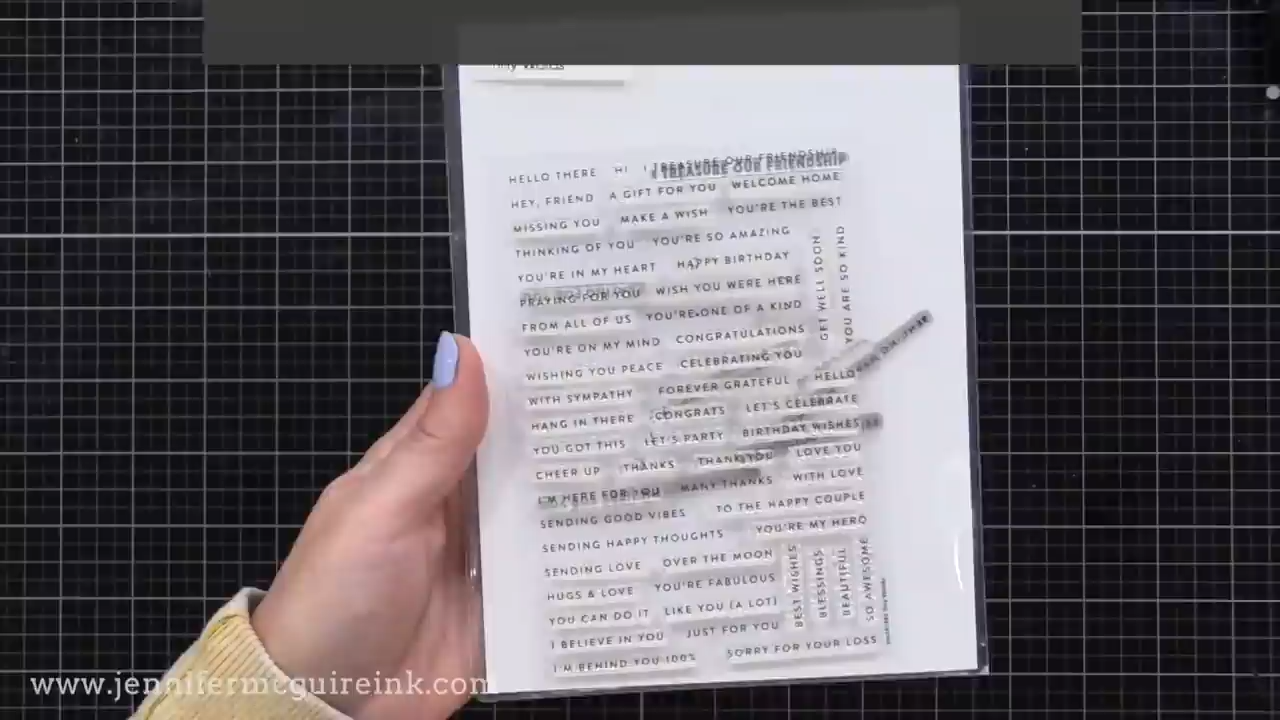 Tiny Words
HELLO THERE HI I TREASURE OUR FRIENDSHIP
HEY, FRIEND A GIFT FOR YOU WELCOME HOME
MISSING YOU MAKE A WISH YOU'RE THE BEST
THINKING OF YOU YOU'RE SO AMAZING
YOU'RE IN MY HEART HAPPY BIRTHDAY
PRAYING FOR YOU WISH YOU WERE HERE
FROM ALL OF US YOU'RE ONE OF A KIND
GET WELL SOON
YOU ARE SO KIND
YOU'RE ON MY MIND CONGRATULATIONS
WISHING YOU PEACE CELEBRATING YOU
WITH SYMPATHY FOREVER GRATEFUL HELLO
HANG IN THERE CONGRATS LET'S CELEBRATE
YOU GOT THIS LET'S PARTY BIRTHDAY WISHES
CHEER UP THANKS THANK YOU LOVE YOU
I'M HERE FOR YOU MANY THANKS WITH LOVE
SENDING GOOD VIBES TO THE HAPPY COUPLE
SENDING HAPPY THOUGHTS YOU'RE MY HERO
SENDING LOVE OVER THE MOON
HUGS & LOVE YOU'RE FABULOUS
YOU CAN DO IT LIKE YOU (A LOT)
I BELIEVE IN YOU JUST FOR YOU
BEST WISHES
BLESSINGS
BEAUTIFUL
SO AWESOME
I'M BEHIND YOU 100% SORRY FOR YOUR LOSS
www.jennifermcguireink.com